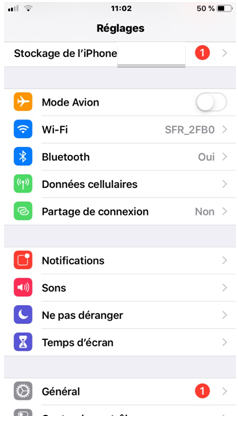 11:02 50 %
Réglages
Stockage de l'iPhone 1
Mode Avion
Wi-Fi SFR_2FB0
Bluetooth Oui
Données cellulaires
Partage de connexion Non
Notifications
Sons
Ne pas déranger
Temps d'écran
Général 1